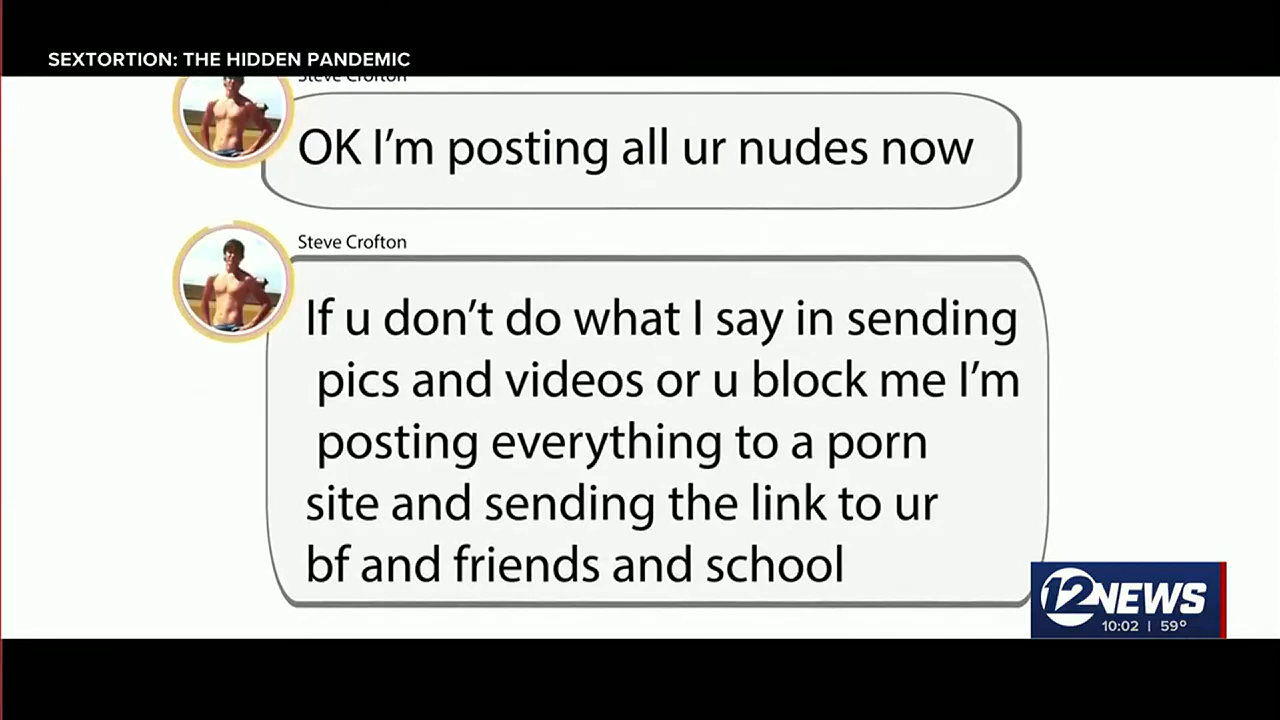 SEXTORTION: THE HIDDEN PANDEMIC
Steve Crofton
OK I'm posting all ur nudes now
Steve Crofton
If u don't do what I say in sending
pics and videos or u block me I'm
posting everything to a porn
site and sending the link to ur
bf and friends and school
12NEWS
10:02 | 59°